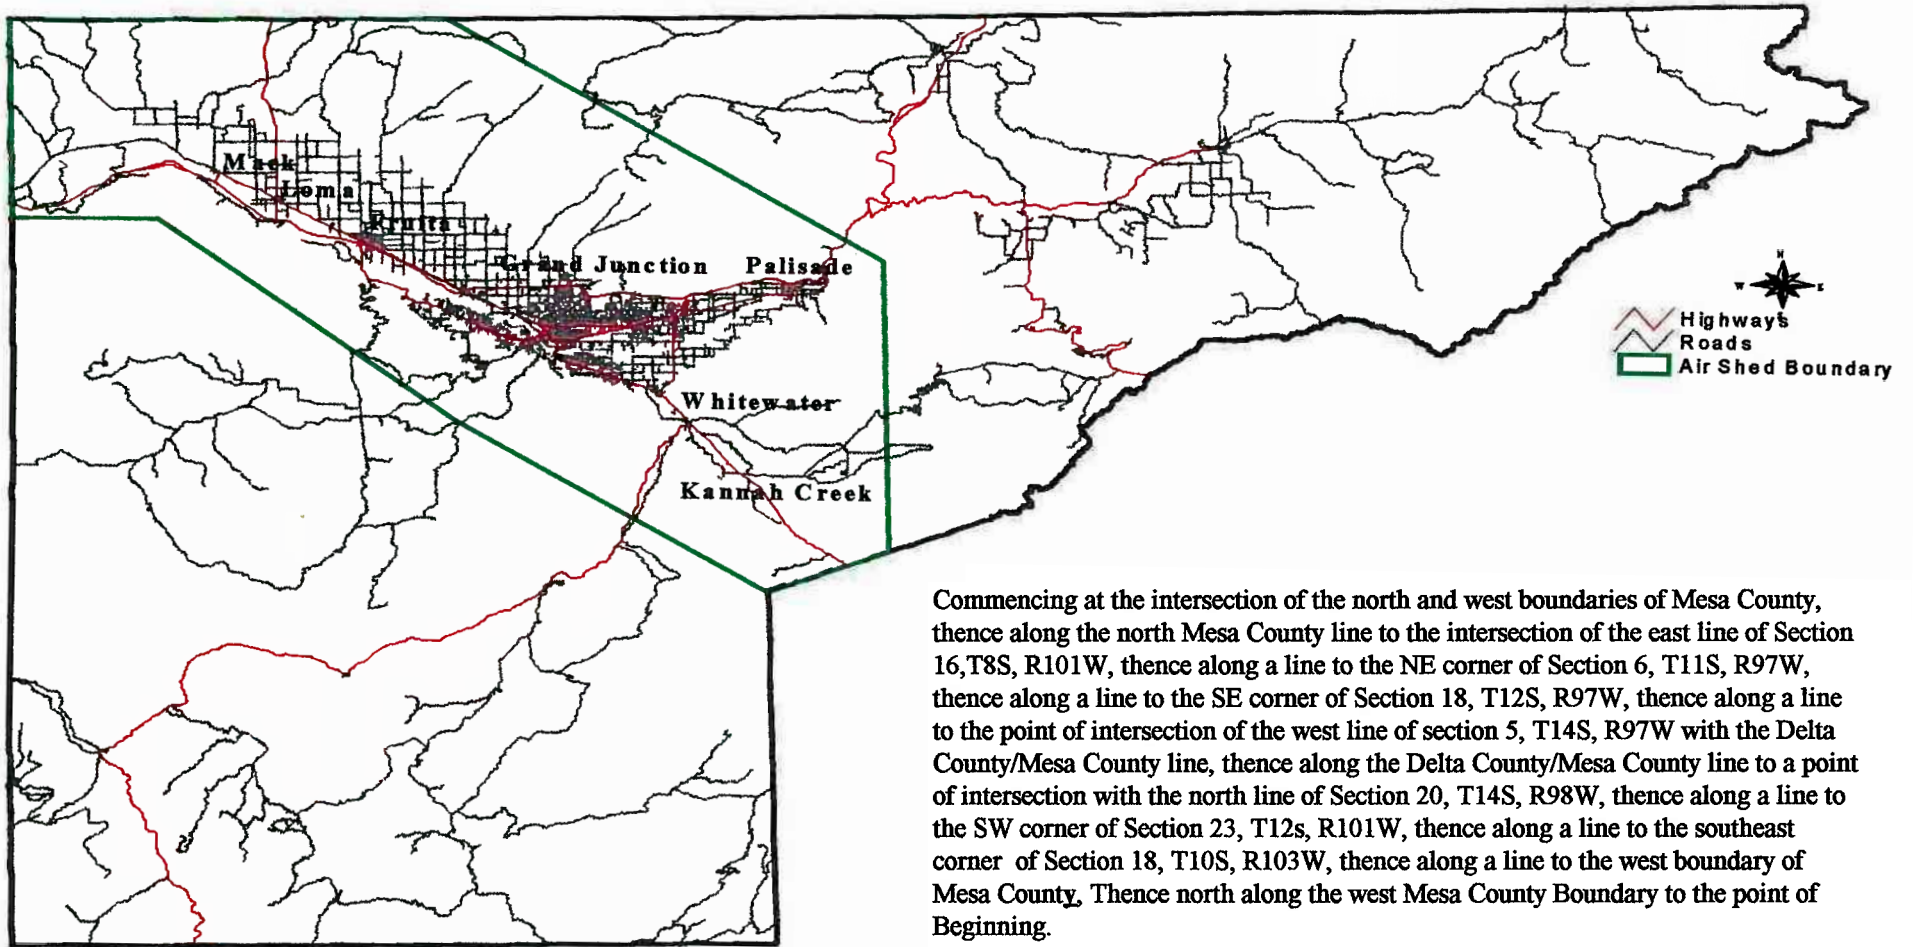 Mack
Loma
Fruita
Grand Junction
Palisade
Whitewater
Kannah Creek
N
W
E
S
Highways
Roads
Air Shed Boundary
Commencing at the intersection of the north and west boundaries of Mesa County,
thence along the north Mesa County line to the intersection of the east line of Section
16,T8S, R101W, thence along a line to the NE corner of Section 6, T11S, R97W,
thence along a line to the SE corner of Section 18, T12S, R97W, thence along a line
to the point of intersection of the west line of section 5, T14S, R97W with the Delta
County/Mesa County line, thence along the Delta County/Mesa County line to a point
of intersection with the north line of Section 20, T14S, R98W, thence along a line to
the SW corner of Section 23, T12s, R101W, thence along a line to the southeast
corner of Section 18, T10S, R103W, thence along a line to the west boundary of
Mesa County, Thence north along the west Mesa County Boundary to the point of
Beginning.